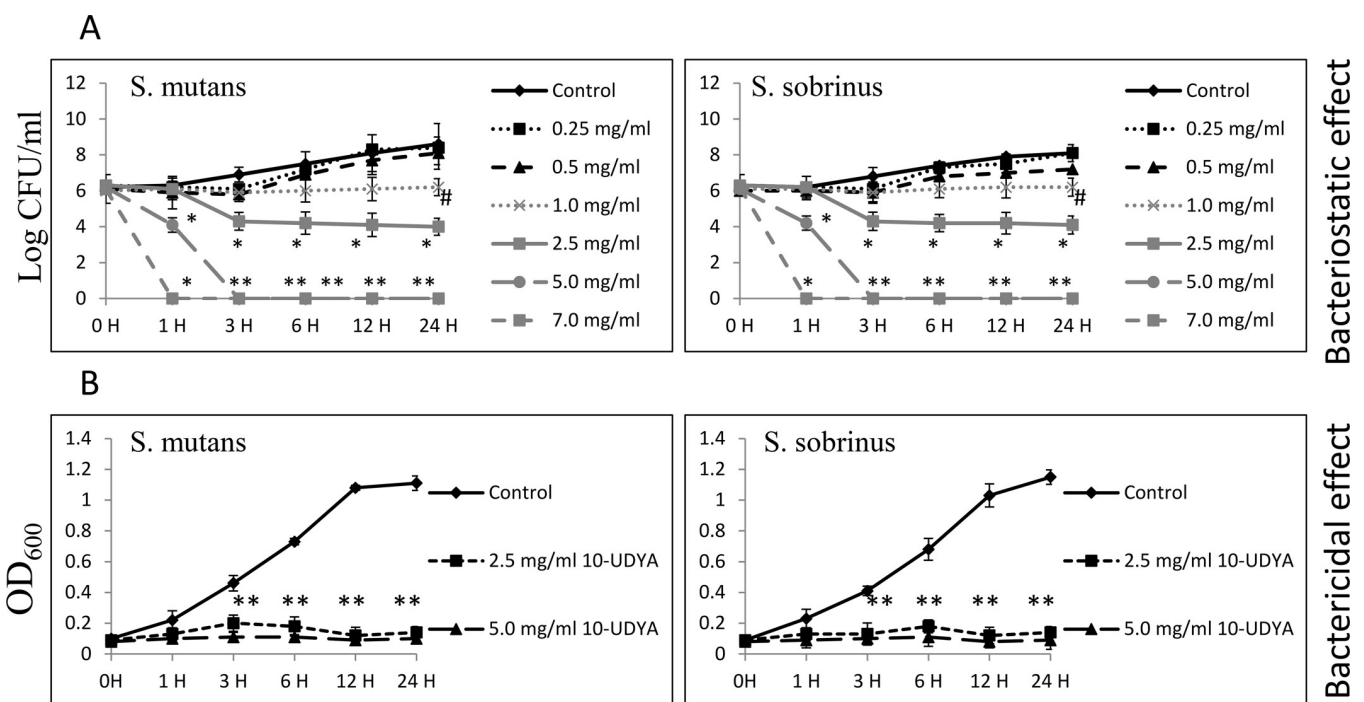 A
S. mutans
Log CFU/ml
12
10
8
6
4
2
0
0 H 1 H 3 H 6 H 12 H 24 H
* * * * * #
* ** ** ** ** **
Control
0.25 mg/ml
0.5 mg/ml
1.0 mg/ml
2.5 mg/ml
5.0 mg/ml
7.0 mg/ml
S. sobrinus
12
10
8
6
4
2
0
0 H 1 H 3 H 6 H 12 H 24 H
* * * * * #
* ** ** ** **
Control
0.25 mg/ml
0.5 mg/ml
1.0 mg/ml
2.5 mg/ml
5.0 mg/ml
7.0 mg/ml
Bacteriostatic effect
B
S. mutans
OD600
1.4
1.2
1
0.8
0.6
0.4
0.2
0
0H 1 H 3 H 6 H 12 H 24 H
** ** ** **
Control
2.5 mg/ml 10-UDYA
5.0 mg/ml 10-UDYA
S. sobrinus
1.4
1.2
1
0.8
0.6
0.4
0.2
0
0H 1 H 3 H 6 H 12 H 24 H
** ** ** **
Control
2.5 mg/ml 10-UDYA
5.0 mg/ml 10-UDYA
Bactericidal effect